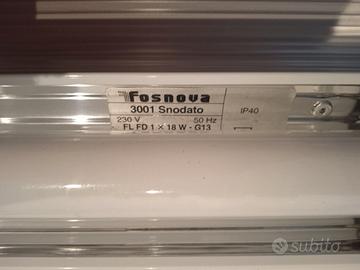 fosnova
3001 Snodato
IP40
230 V 50 Hz
FL FD 1 × 18 W - G13
subito